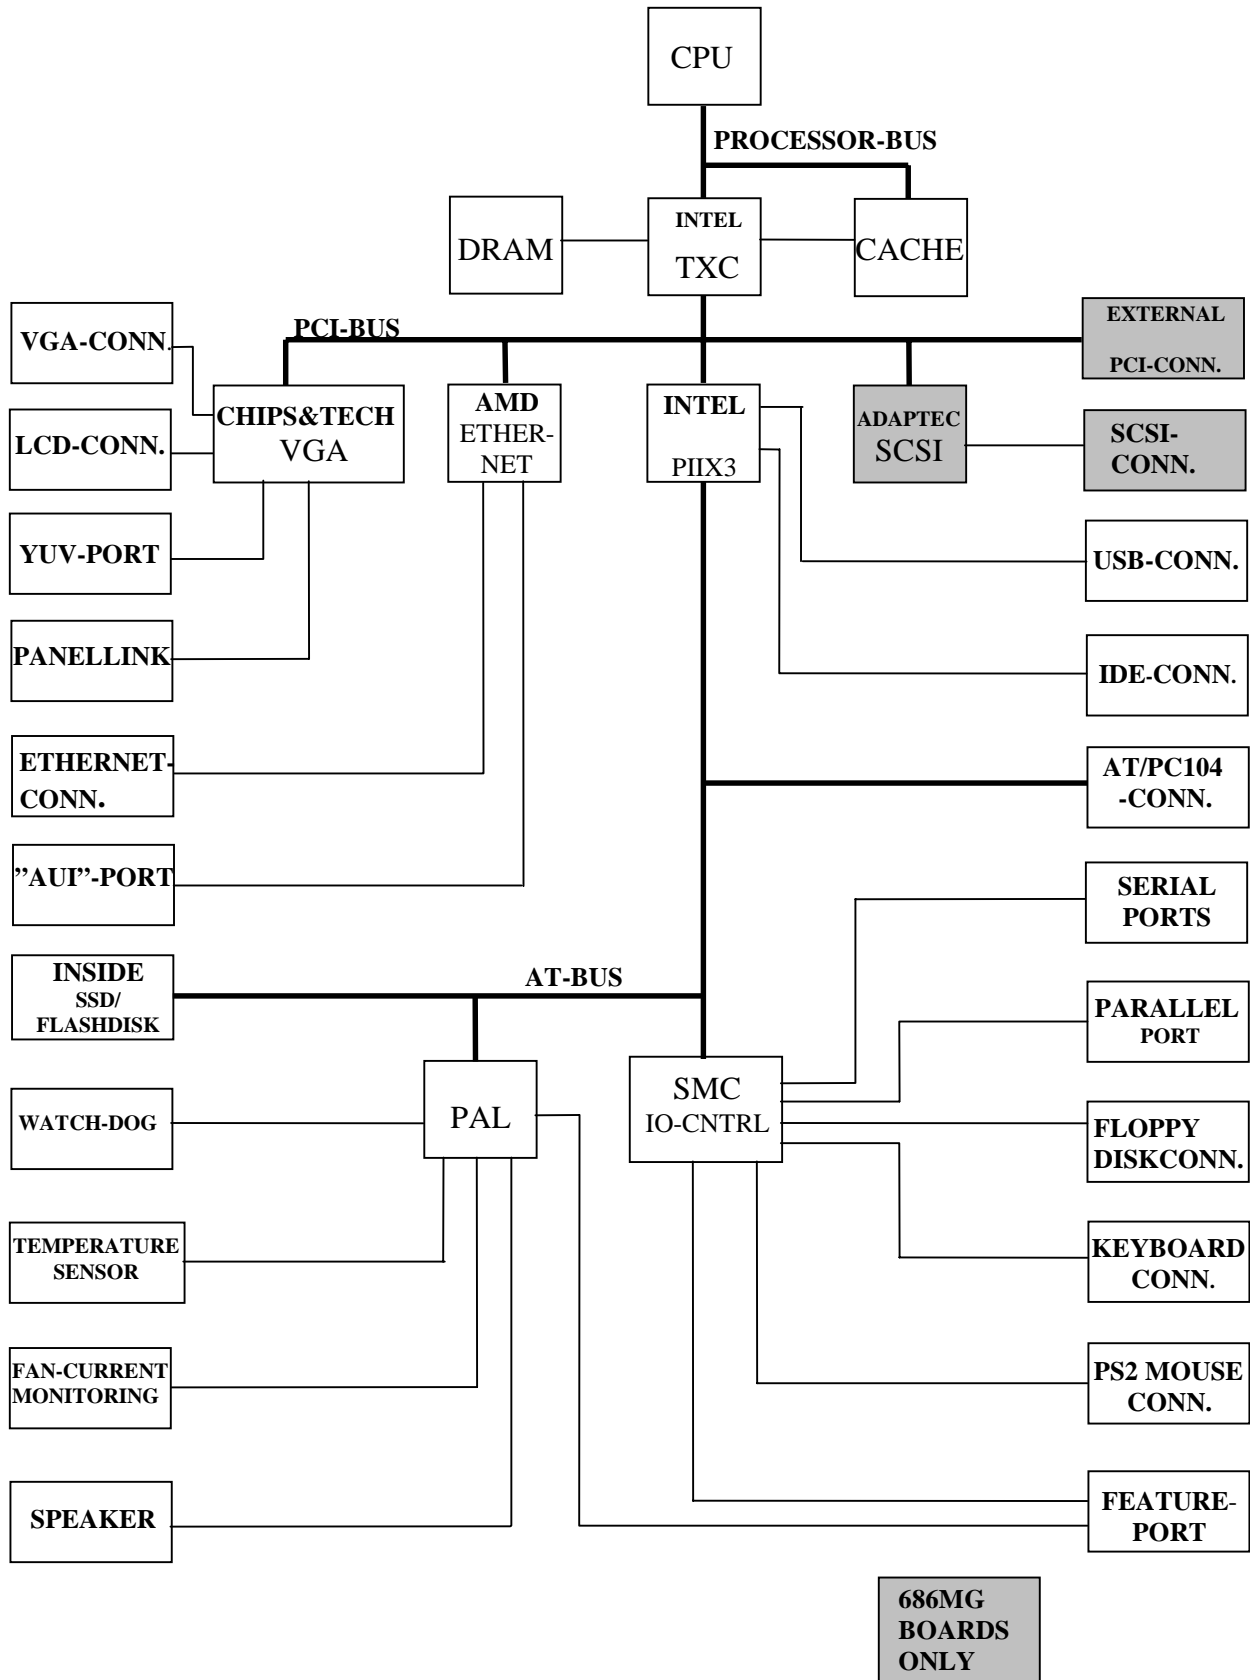 CPU
PROCESSOR-BUS
DRAM
INTEL
TXC
CACHE
VGA-CONN.
PCI-BUS
EXTERNAL
PCI-CONN.
CHIPS&TECH
VGA
AMD
ETHER-
NET
INTEL
PIIX3
ADAPTEC
SCSI
SCSI-
CONN.
LCD-CONN.
YUV-PORT
USB-CONN.
PANELLINK
IDE-CONN.
ETHERNET-
CONN.
AT/PC104
-CONN.
”AUI”-PORT
SERIAL
PORTS
INSIDE
SSD/
FLASHDISK
AT-BUS
PARALLEL
PORT
WATCH-DOG
PAL
SMC
IO-CNTRL
FLOPPY
DISKCONN.
TEMPERATURE
SENSOR
KEYBOARD
CONN.
FAN-CURRENT
MONITORING
PS2 MOUSE
CONN.
SPEAKER
FEATURE-
PORT
686MG
BOARDS
ONLY